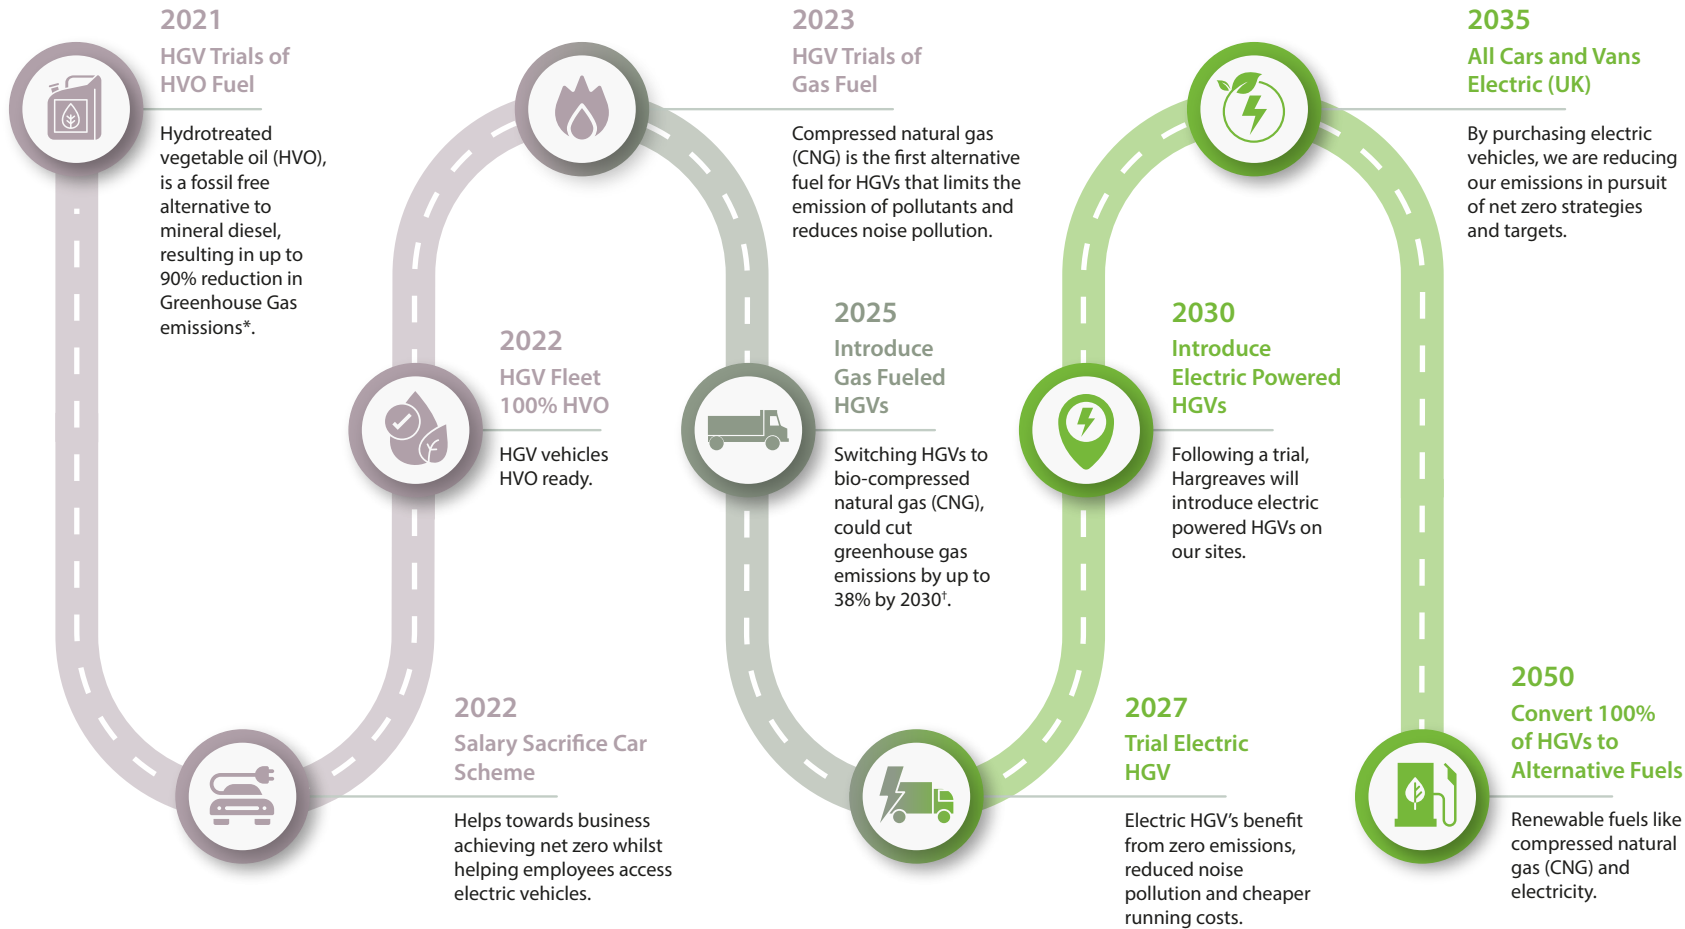 2021
HGV Trials of
HVO Fuel
Hydrotreated
vegetable oil (HVO),
is a fossil free
alternative to
mineral diesel,
resulting in up to
90% reduction in
Greenhouse Gas
emissions*.
2022
Salary Sacrifice Car
Scheme
Helps towards business
achieving net zero whilst
helping employees access
electric vehicles.
2022
HGV Fleet
100% HVO
HGV vehicles
HVO ready.
2023
HGV Trials of
Gas Fuel
Compressed natural gas
(CNG) is the first alternative
fuel for HGVs that limits the
emission of pollutants and
reduces noise pollution.
2025
Introduce
Gas Fueled
HGVs
Switching HGVs to
bio-compressed
natural gas (CNG),
could cut
greenhouse gas
emissions by up to
38% by 2030†.
2027
Trial Electric
HGV
Electric HGV’s benefit
from zero emissions,
reduced noise
pollution and cheaper
running costs.
2030
Introduce
Electric Powered
HGVs
Following a trial,
Hargreaves will
introduce electric
powered HGVs on
our sites.
2035
All Cars and Vans
Electric (UK)
By purchasing electric
vehicles, we are reducing
our emissions in pursuit
of net zero strategies
and targets.
2050
Convert 100%
of HGVs to
Alternative Fuels
Renewable fuels like
compressed natural
gas (CNG) and
electricity.